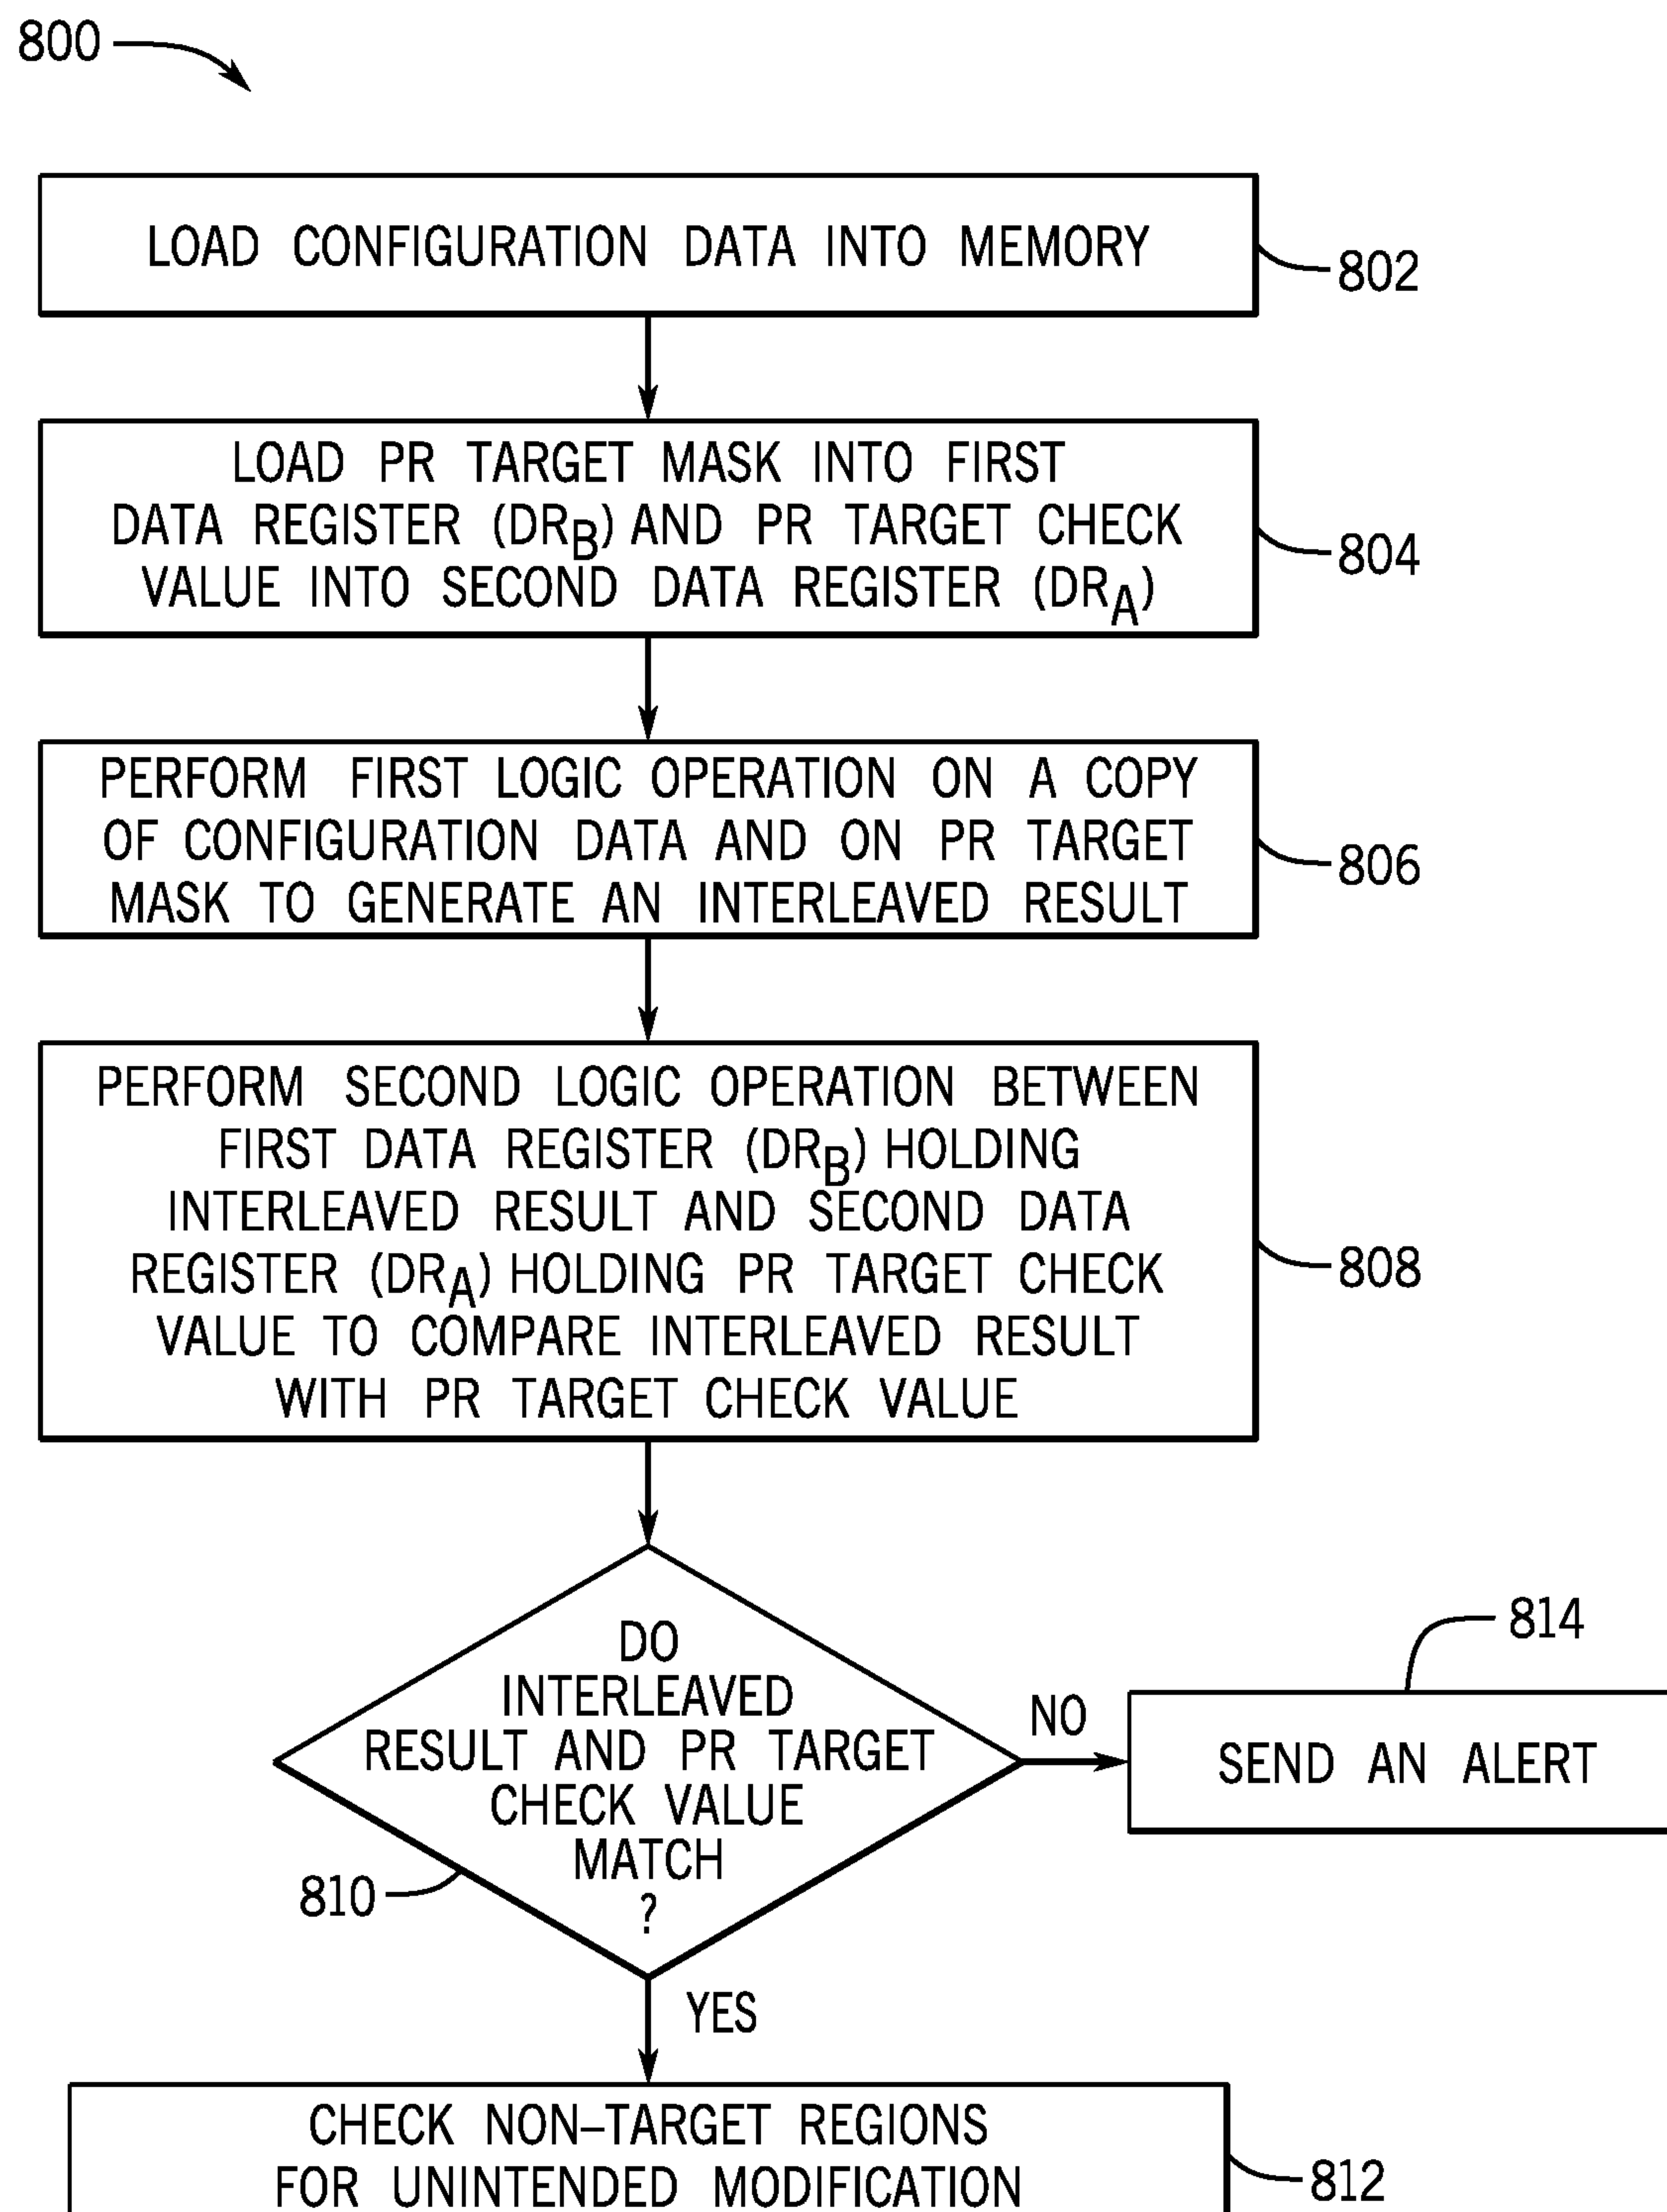 800
LOAD CONFIGURATION DATA INTO MEMORY
802
LOAD PR TARGET MASK INTO FIRST
DATA REGISTER (DRB) AND PR TARGET CHECK
VALUE INTO SECOND DATA REGISTER (DRA)
804
PERFORM FIRST LOGIC OPERATION ON A COPY
OF CONFIGURATION DATA AND ON PR TARGET
MASK TO GENERATE AN INTERLEAVED RESULT
806
PERFORM SECOND LOGIC OPERATION BETWEEN
FIRST DATA REGISTER (DRB) HOLDING
INTERLEAVED RESULT AND SECOND DATA
REGISTER (DRA) HOLDING PR TARGET CHECK
VALUE TO COMPARE INTERLEAVED RESULT
WITH PR TARGET CHECK VALUE
808
DO
INTERLEAVED
RESULT AND PR TARGET
CHECK VALUE
MATCH
?
810
NO
814
SEND AN ALERT
YES
CHECK NON–TARGET REGIONS
FOR UNINTENDED MODIFICATION
812